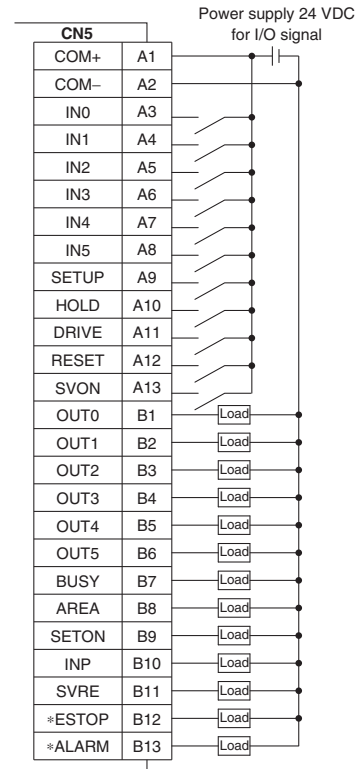 Power supply 24 VDC
for I/O signal
CN5
COM+ A1
COM− A2
IN0 A3
IN1 A4
IN2 A5
IN3 A6
IN4 A7
IN5 A8
SETUP A9
HOLD A10
DRIVE A11
RESET A12
SVON A13
OUT0 B1 Load
OUT1 B2 Load
OUT2 B3 Load
OUT3 B4 Load
OUT4 B5 Load
OUT5 B6 Load
BUSY B7 Load
AREA B8 Load
SETON B9 Load
INP B10 Load
SVRE B11 Load
∗ESTOP B12 Load
∗ALARM B13 Load